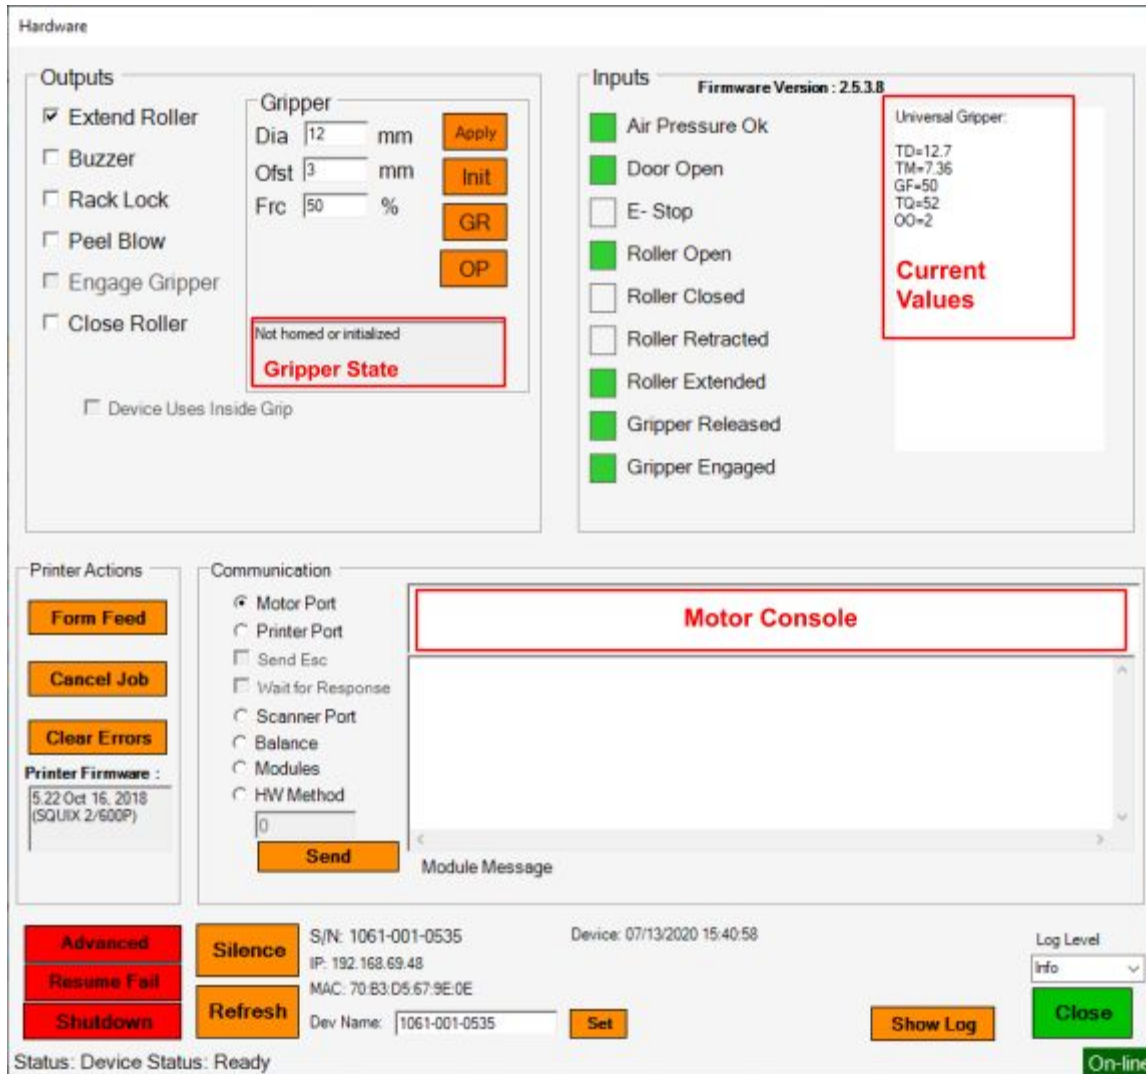 Hardware
Outputs
Extend Roller
Buzzer
Rack Lock
Peel Blow
Engage Gripper
Close Roller
Device Uses Inside Grip
Gripper
Dia 12 mm
Ofst 3 mm
Frc 50 %
Apply
Init
GR
OP
Not homed or initialized
Gripper State
Inputs
Firmware Version : 2.5.3.8
Air Pressure Ok
Door Open
E- Stop
Roller Open
Roller Closed
Roller Retracted
Roller Extended
Gripper Released
Gripper Engaged
Universal Gripper:
TD=12.7
TM=7.36
GF=50
TQ=52
OO=2
Current
Values
Printer Actions
Form Feed
Cancel Job
Clear Errors
Printer Firmware :
5.22 Oct 16, 2018
(SQUIX 2/600P)
Communication
Motor Port
Printer Port
Send Esc
Wait for Response
Scanner Port
Balance
Modules
HW Method
0
Send
Motor Console
Module Message
Advanced
Resume Fail
Shutdown
Silence
Refresh
S/N: 1061-001-0535
IP: 192.168.69.48
MAC: 70:B3:D5:67:9E:0E
Dev Name: 1061-001-0535
Set
Device: 07/13/2020 15:40:58
Show Log
Log Level
Info
Close
Status: Device Status: Ready
On-line